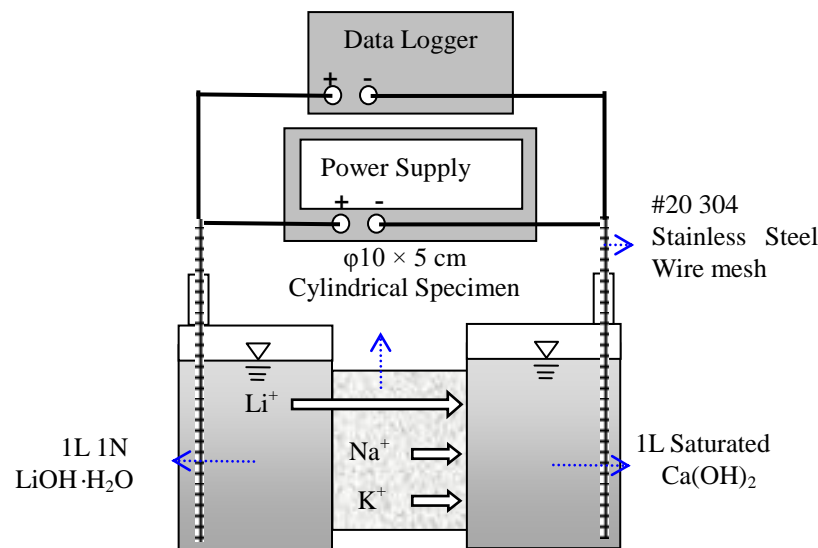 Data Logger
+ -
Power Supply
+ -
φ10 × 5 cm
Cylindrical Specimen
#20 304
Stainless Steel
Wire mesh
Li⁺
Na⁺
K⁺
1L 1N
LiOH·H₂O
1L Saturated
Ca(OH)₂